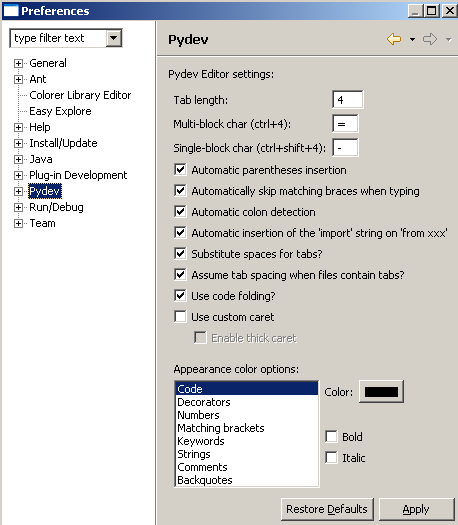 Preferences
type filter text
General
Ant
Colorer Library Editor
Easy Explore
Help
Install/Update
Java
Plug-in Development
Pydev
Run/Debug
Team
Pydev
Pydev Editor settings:
Tab length: 4
Multi-block char (ctrl+4): =
Single-block char (ctrl+shift+4): -
Automatic parentheses insertion
Automatically skip matching braces when typing
Automatic colon detection
Automatic insertion of the 'import' string on 'from xxx'
Substitute spaces for tabs?
Assume tab spacing when files contain tabs?
Use code folding?
Use custom caret
Enable thick caret
Appearance color options:
Code
Decorators
Numbers
Matching brackets
Keywords
Strings
Comments
Backquotes
Color:
Bold
Italic
Restore Defaults Apply